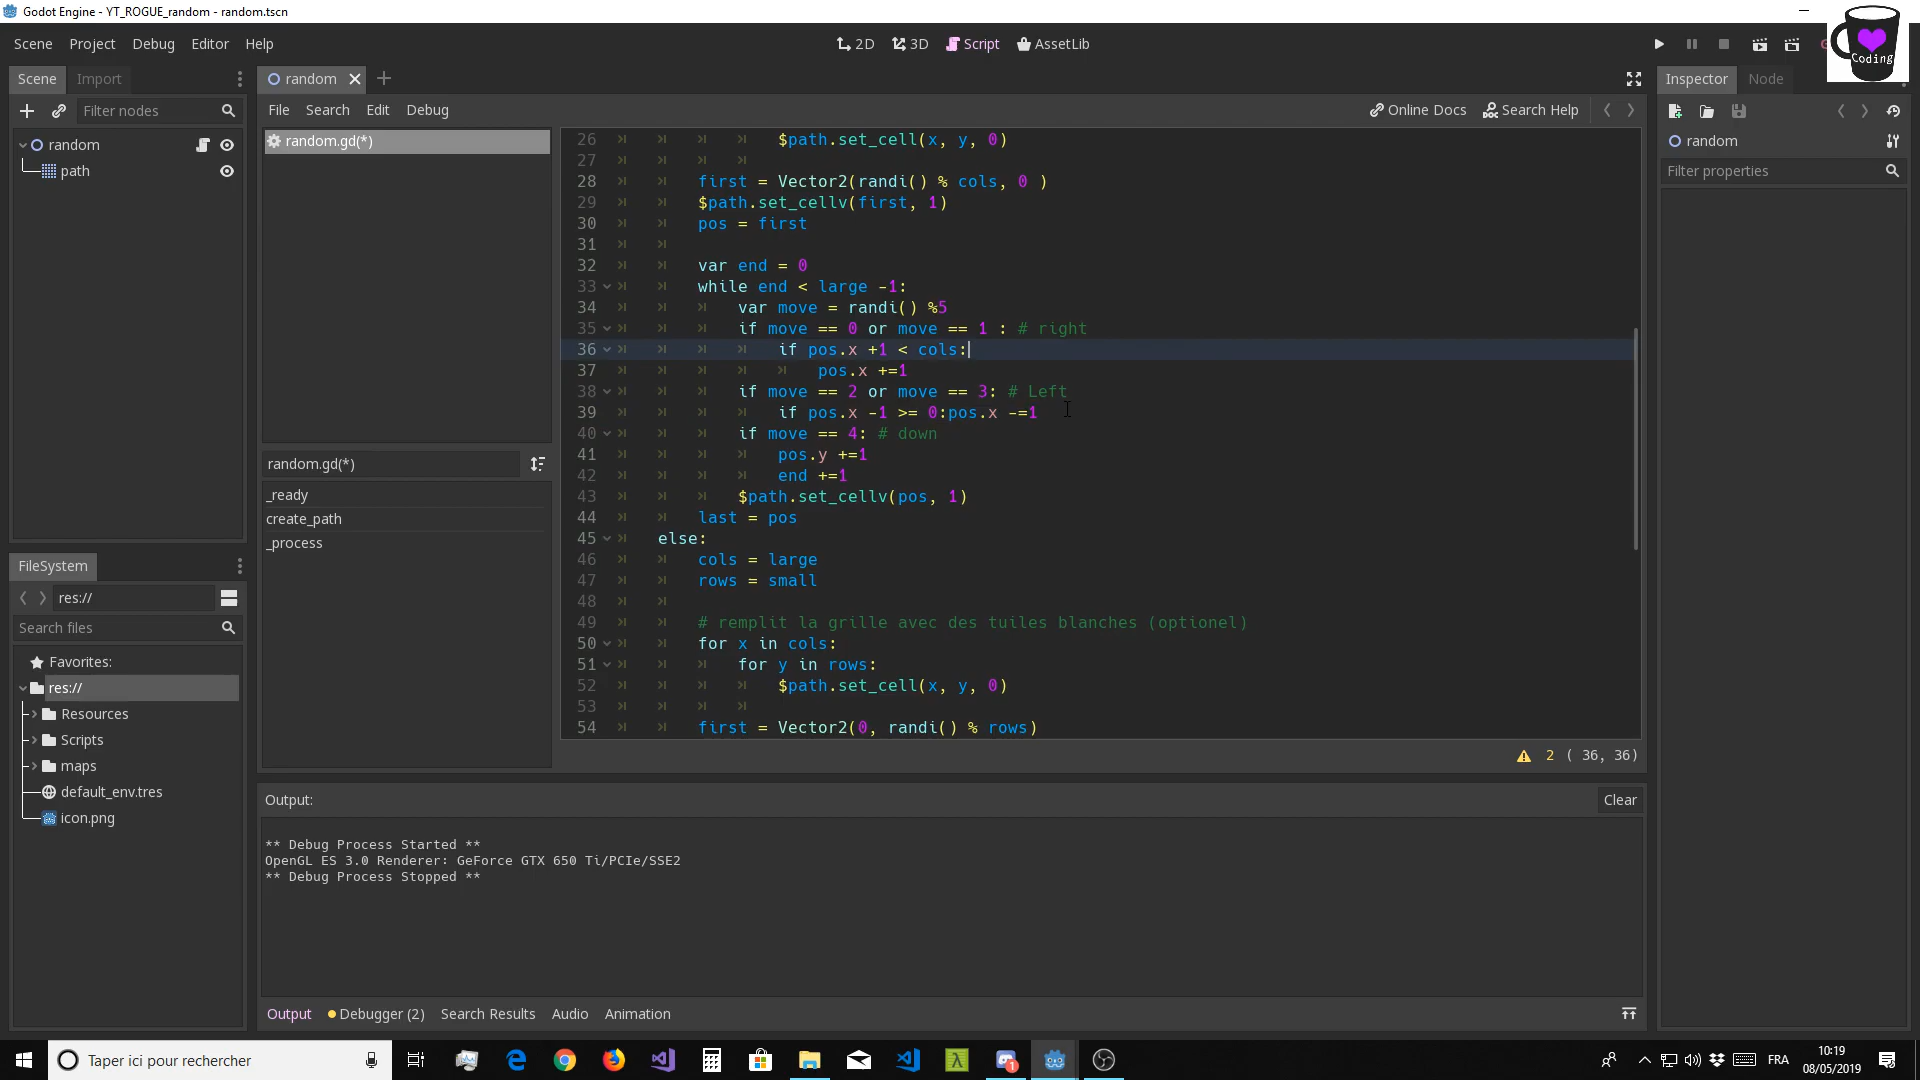 Godot Engine - YT_ROGUE_random - random.tscn
Scene Project Debug Editor Help
2D 3D Script AssetLib
Coding
Scene Import
random
Inspector Node
Filter nodes
File Search Edit Debug
Online Docs Search Help
random
path
random.gd(*)
random
Filter properties
random.gd(*)
_ready
create_path
_process
26 $path.set_cell(x, y, 0)
27
28 first = Vector2(randi() % cols, 0 )
29 $path.set_cellv(first, 1)
30 pos = first
31
32 var end = 0
33 while end < large -1:
34 var move = randi() %5
35 if move == 0 or move == 1 : # right
36 if pos.x +1 < cols:
37 pos.x +=1
38 if move == 2 or move == 3: # Left
39 if pos.x -1 >= 0:pos.x -=1
40 if move == 4: # down
41 pos.y +=1
42 end +=1
43 $path.set_cellv(pos, 1)
44 last = pos
45 else:
46 cols = large
47 rows = small
48
49 # remplit la grille avec des tuiles blanches (optionel)
50 for x in cols:
51 for y in rows:
52 $path.set_cell(x, y, 0)
53
54 first = Vector2(0, randi() % rows)
2 ( 36, 36)
FileSystem
res://
Search files
Favorites:
res://
Resources
Scripts
maps
default_env.tres
icon.png
Output:
Clear
** Debug Process Started **
OpenGL ES 3.0 Renderer: GeForce GTX 650 Ti/PCIe/SSE2
** Debug Process Stopped **
Output Debugger (2) Search Results Audio Animation
Taper ici pour rechercher
1
FRA
10:19
08/05/2019